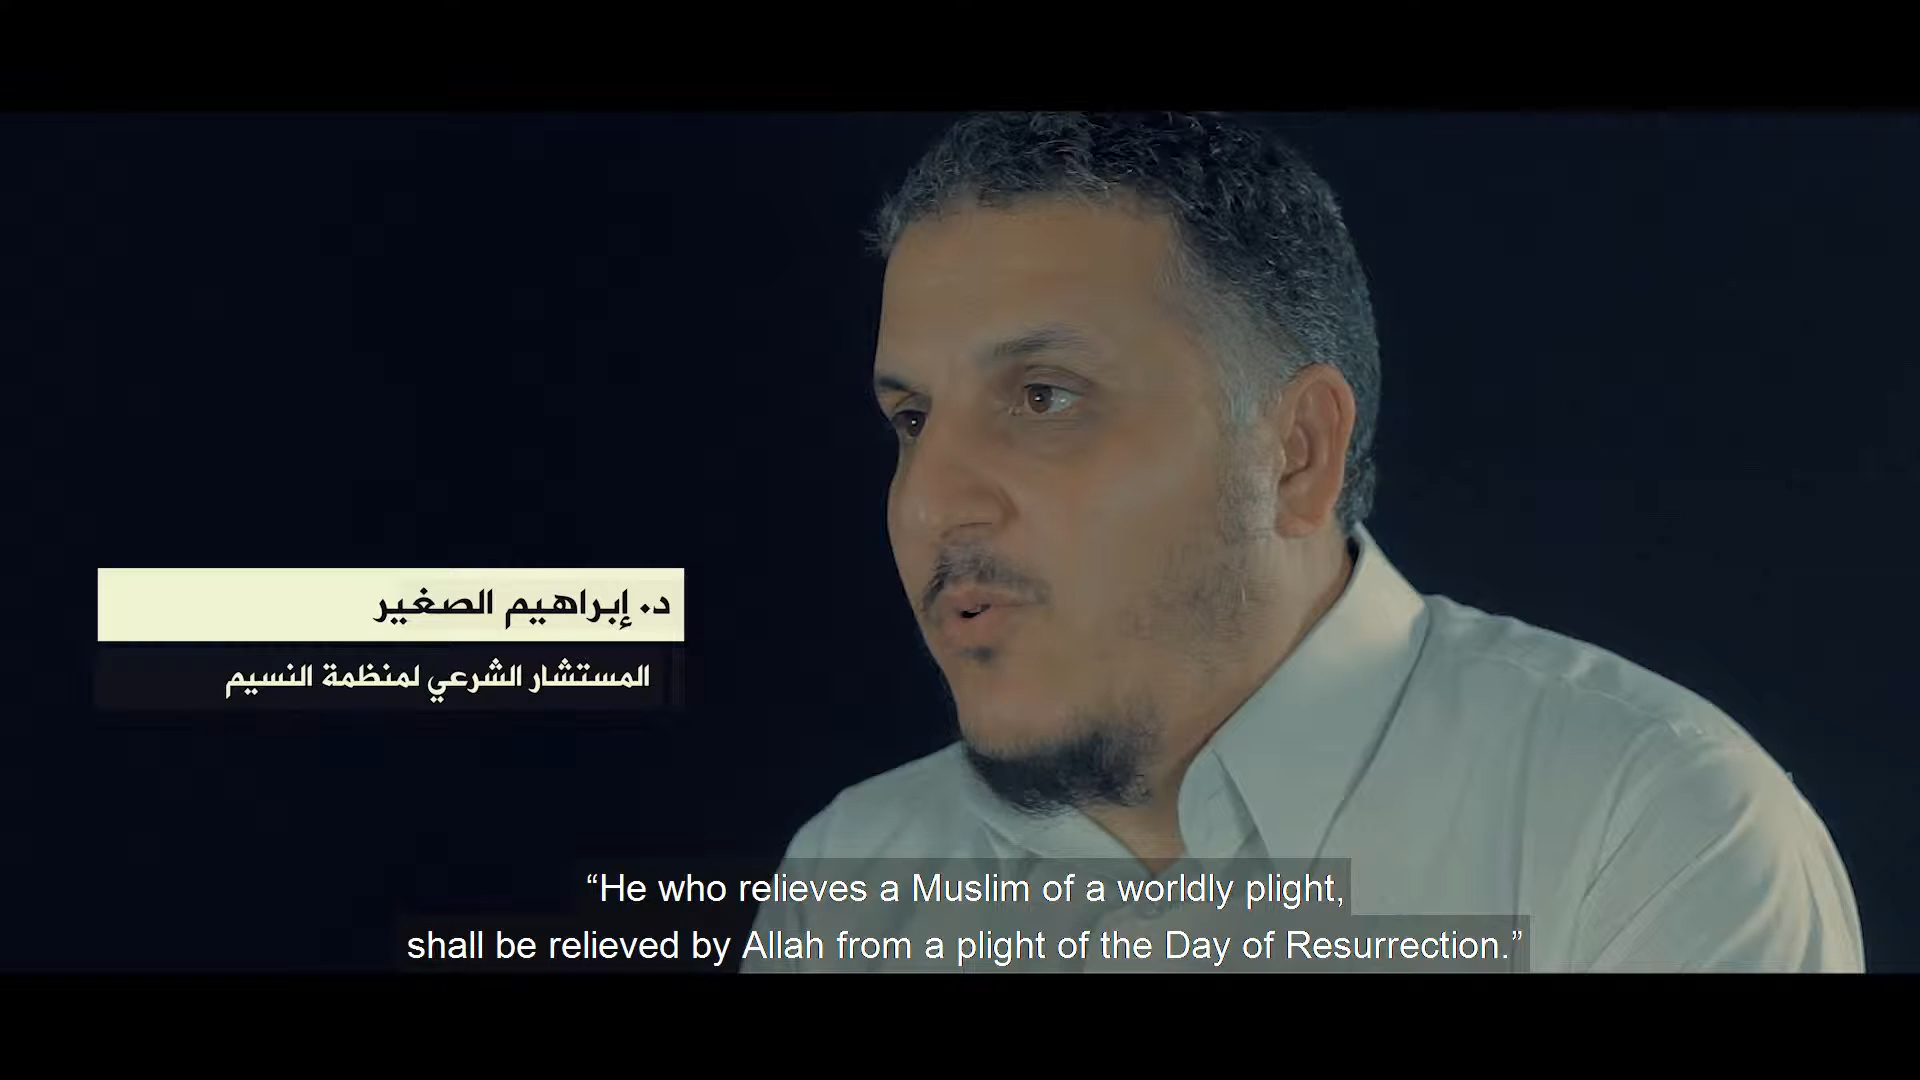 د. إبراهيم الصغير
المستشار الشرعي لمنظمة النسيم
“He who relieves a Muslim of a worldly plight,
shall be relieved by Allah from a plight of the Day of Resurrection.”